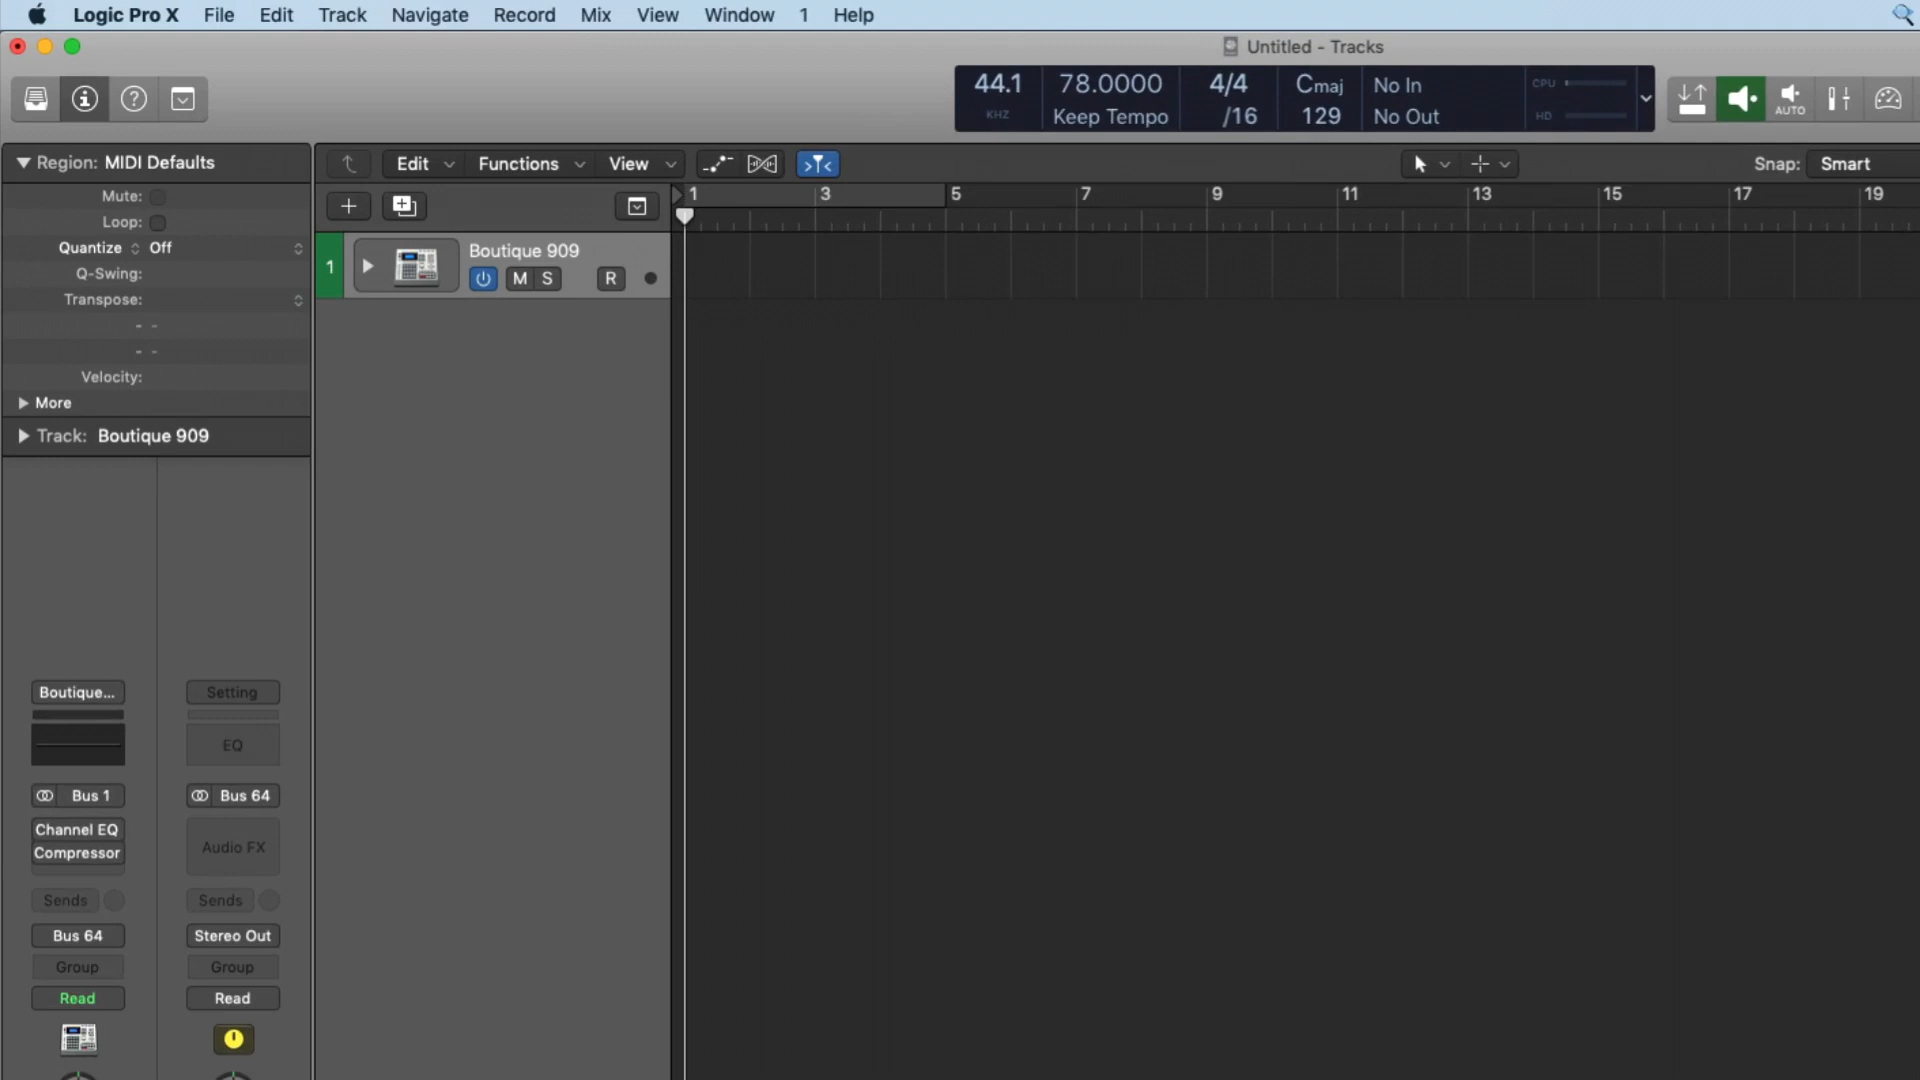 Logic Pro X File Edit Track Navigate Record Mix View Window 1 Help
Untitled - Tracks
44.1 78.0000 4/4 Cmaj No In CPU
KHZ Keep Tempo /16 129 No Out HD
AUTO
Region: MIDI Defaults
Edit Functions View Snap: Smart
Mute:
Loop:
Quantize Off
Q-Swing:
Transpose:
- -
- -
Velocity:
More
Track: Boutique 909
1 3 5 7 9 11 13 15 17 19
1 Boutique 909
M S R
Boutique... Setting
EQ
Bus 1 Bus 64
Channel EQ
Compressor
Audio FX
Sends Sends
Bus 64 Stereo Out
Group Group
Read Read